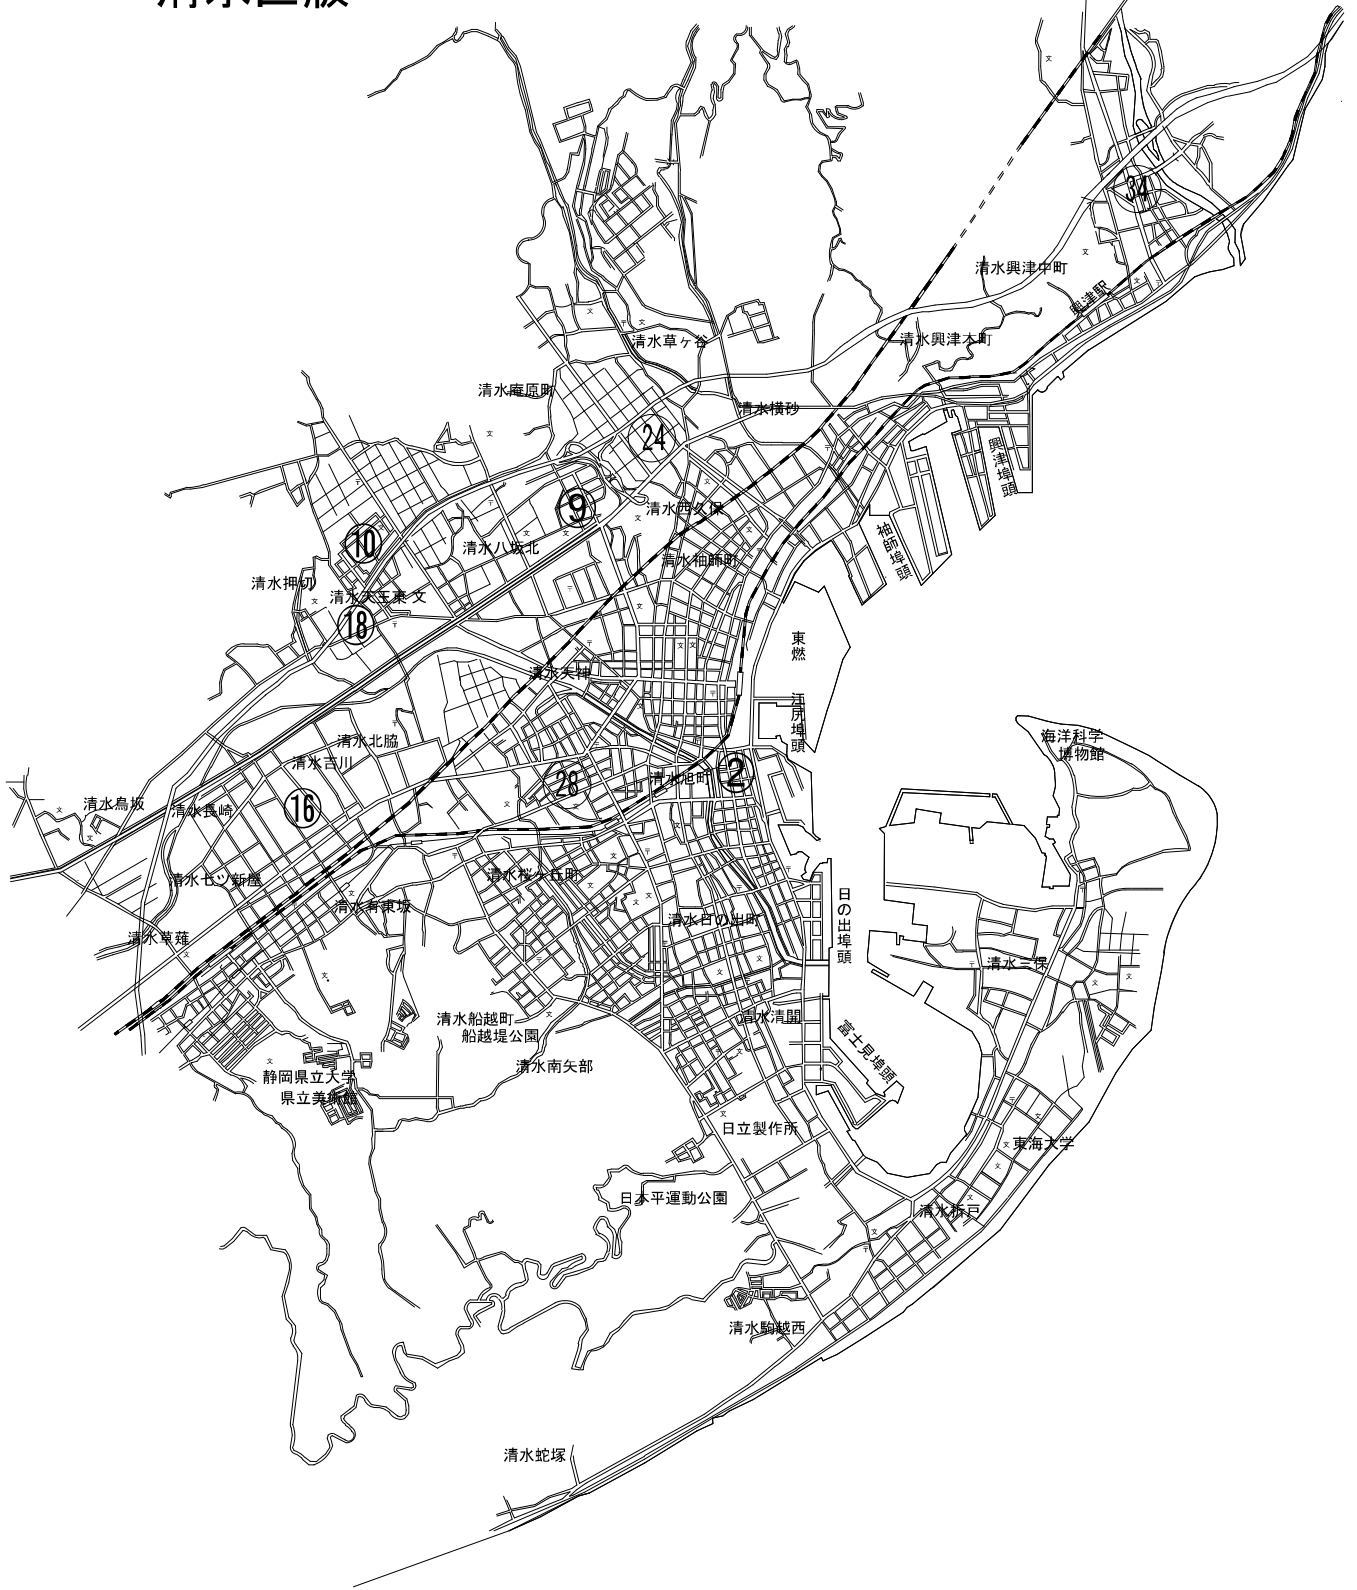 34
清水興津中町
興津駅
清水興津本町
清水草ヶ谷
清水庵原町
清水横砂
24
興津埠頭
9
清水西久保
袖師埠頭
10
清水八坂北
清水袖師町
清水押切
清水天王東
文
18
東燃
清水天神
江尻埠頭
清水北脇
海洋科学
博物館
清水吉川
28
清水旭町
2
清水鳥坂
清水長崎
16
清水七ツ新屋
清水桜ヶ丘町
清水有東坂
清水日の出町
日の出埠頭
清水草薙
清水三保
清水船越町
船越堤公園
清水清開
富士見埠頭
清水南矢部
静岡県立大学
県立美術館
日立製作所
東海大学
日本平運動公園
清水折戸
清水駒越西
清水蛇塚